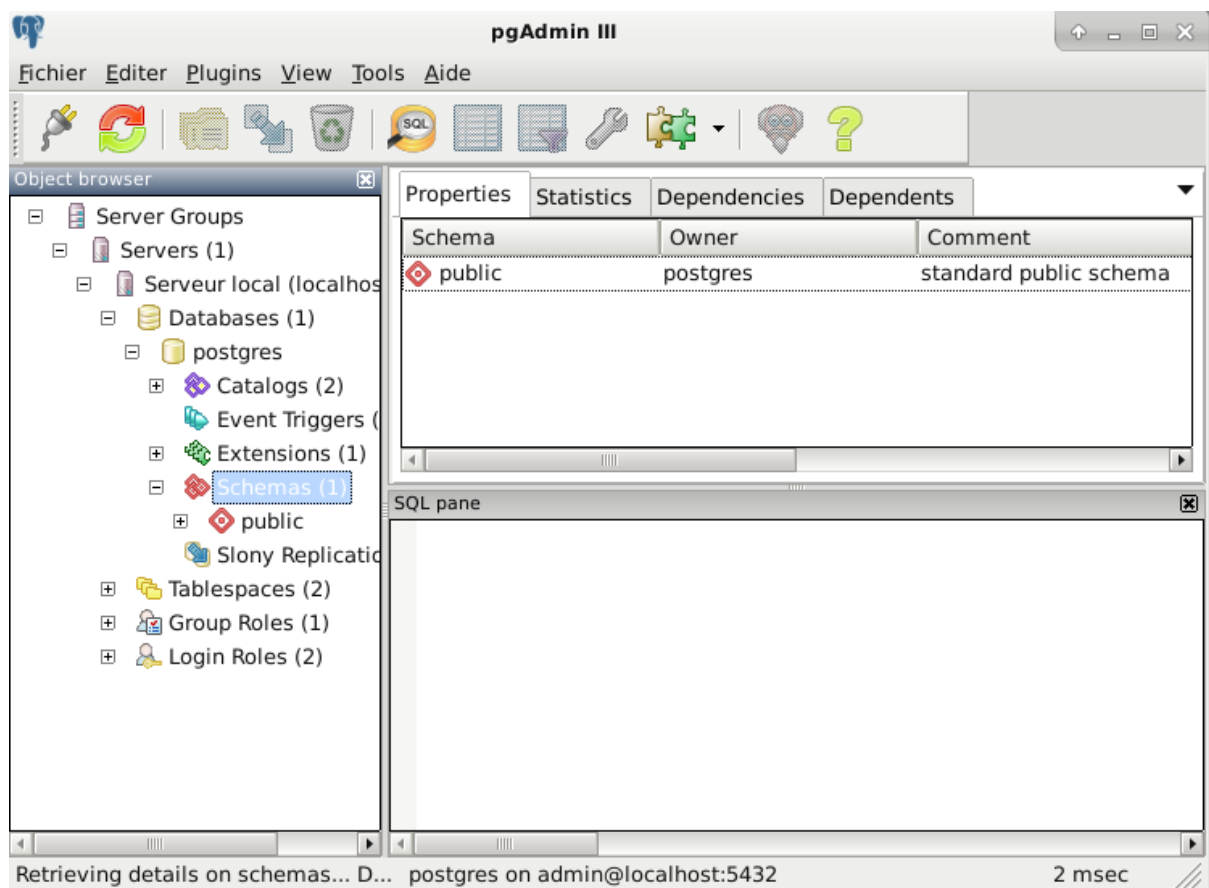 pgAdmin III
Fichier Editer Plugins View Tools Aide
SQL
Object browser
Server Groups
Servers (1)
Serveur local (localhos
Databases (1)
postgres
Catalogs (2)
Event Triggers (
Extensions (1)
Schemas (1)
public
Slony Replicatio
Tablespaces (2)
Group Roles (1)
Login Roles (2)
Properties Statistics Dependencies Dependents
Schema Owner Comment
public postgres standard public schema
SQL pane
Retrieving details on schemas... D... postgres on admin@localhost:5432 2 msec